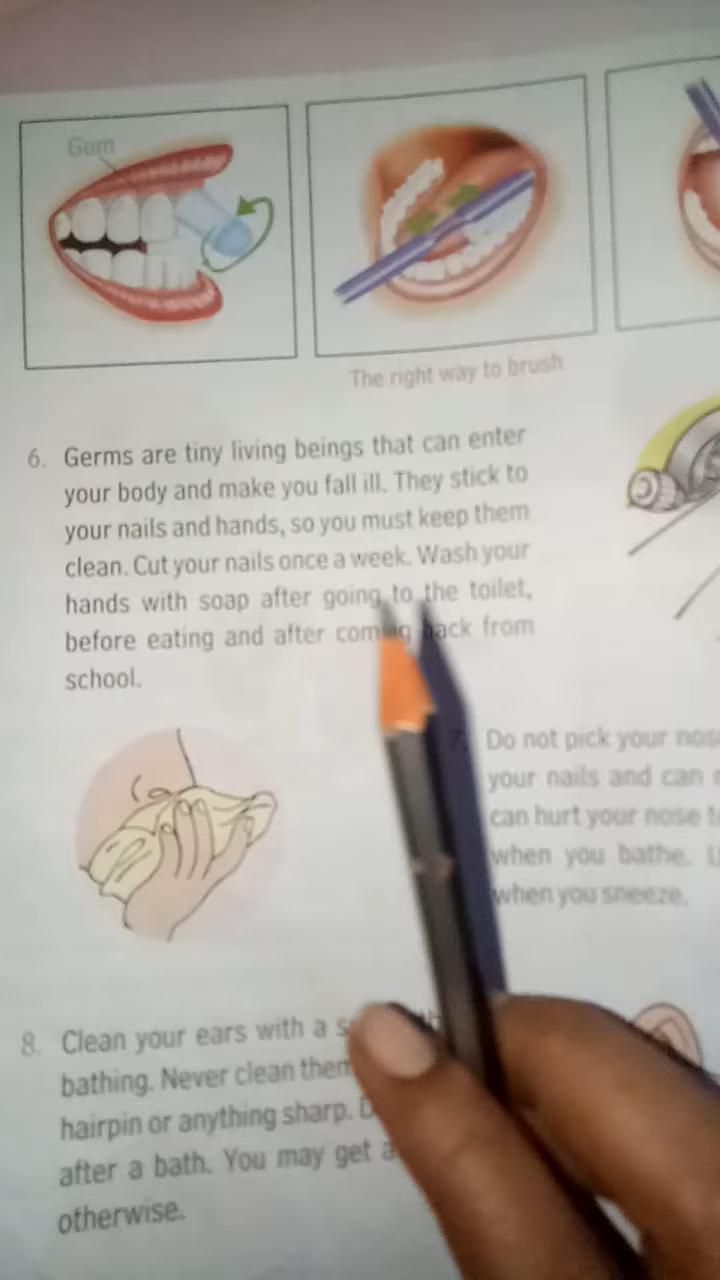 Gum
The right way to brush
6. Germs are tiny living beings that can enter
your body and make you fall ill. They stick to
your nails and hands, so you must keep them
clean. Cut your nails once a week. Wash your
hands with soap after going to the toilet,
before eating and after coming back from
school.
7. Do not pick your
your nails and can
can hurt your nose
when you bathe.
when you sneeze.
8. Clean your ears with a
bathing. Never clean
hairpin or anything sharp.
after a bath. You may get
otherwise.